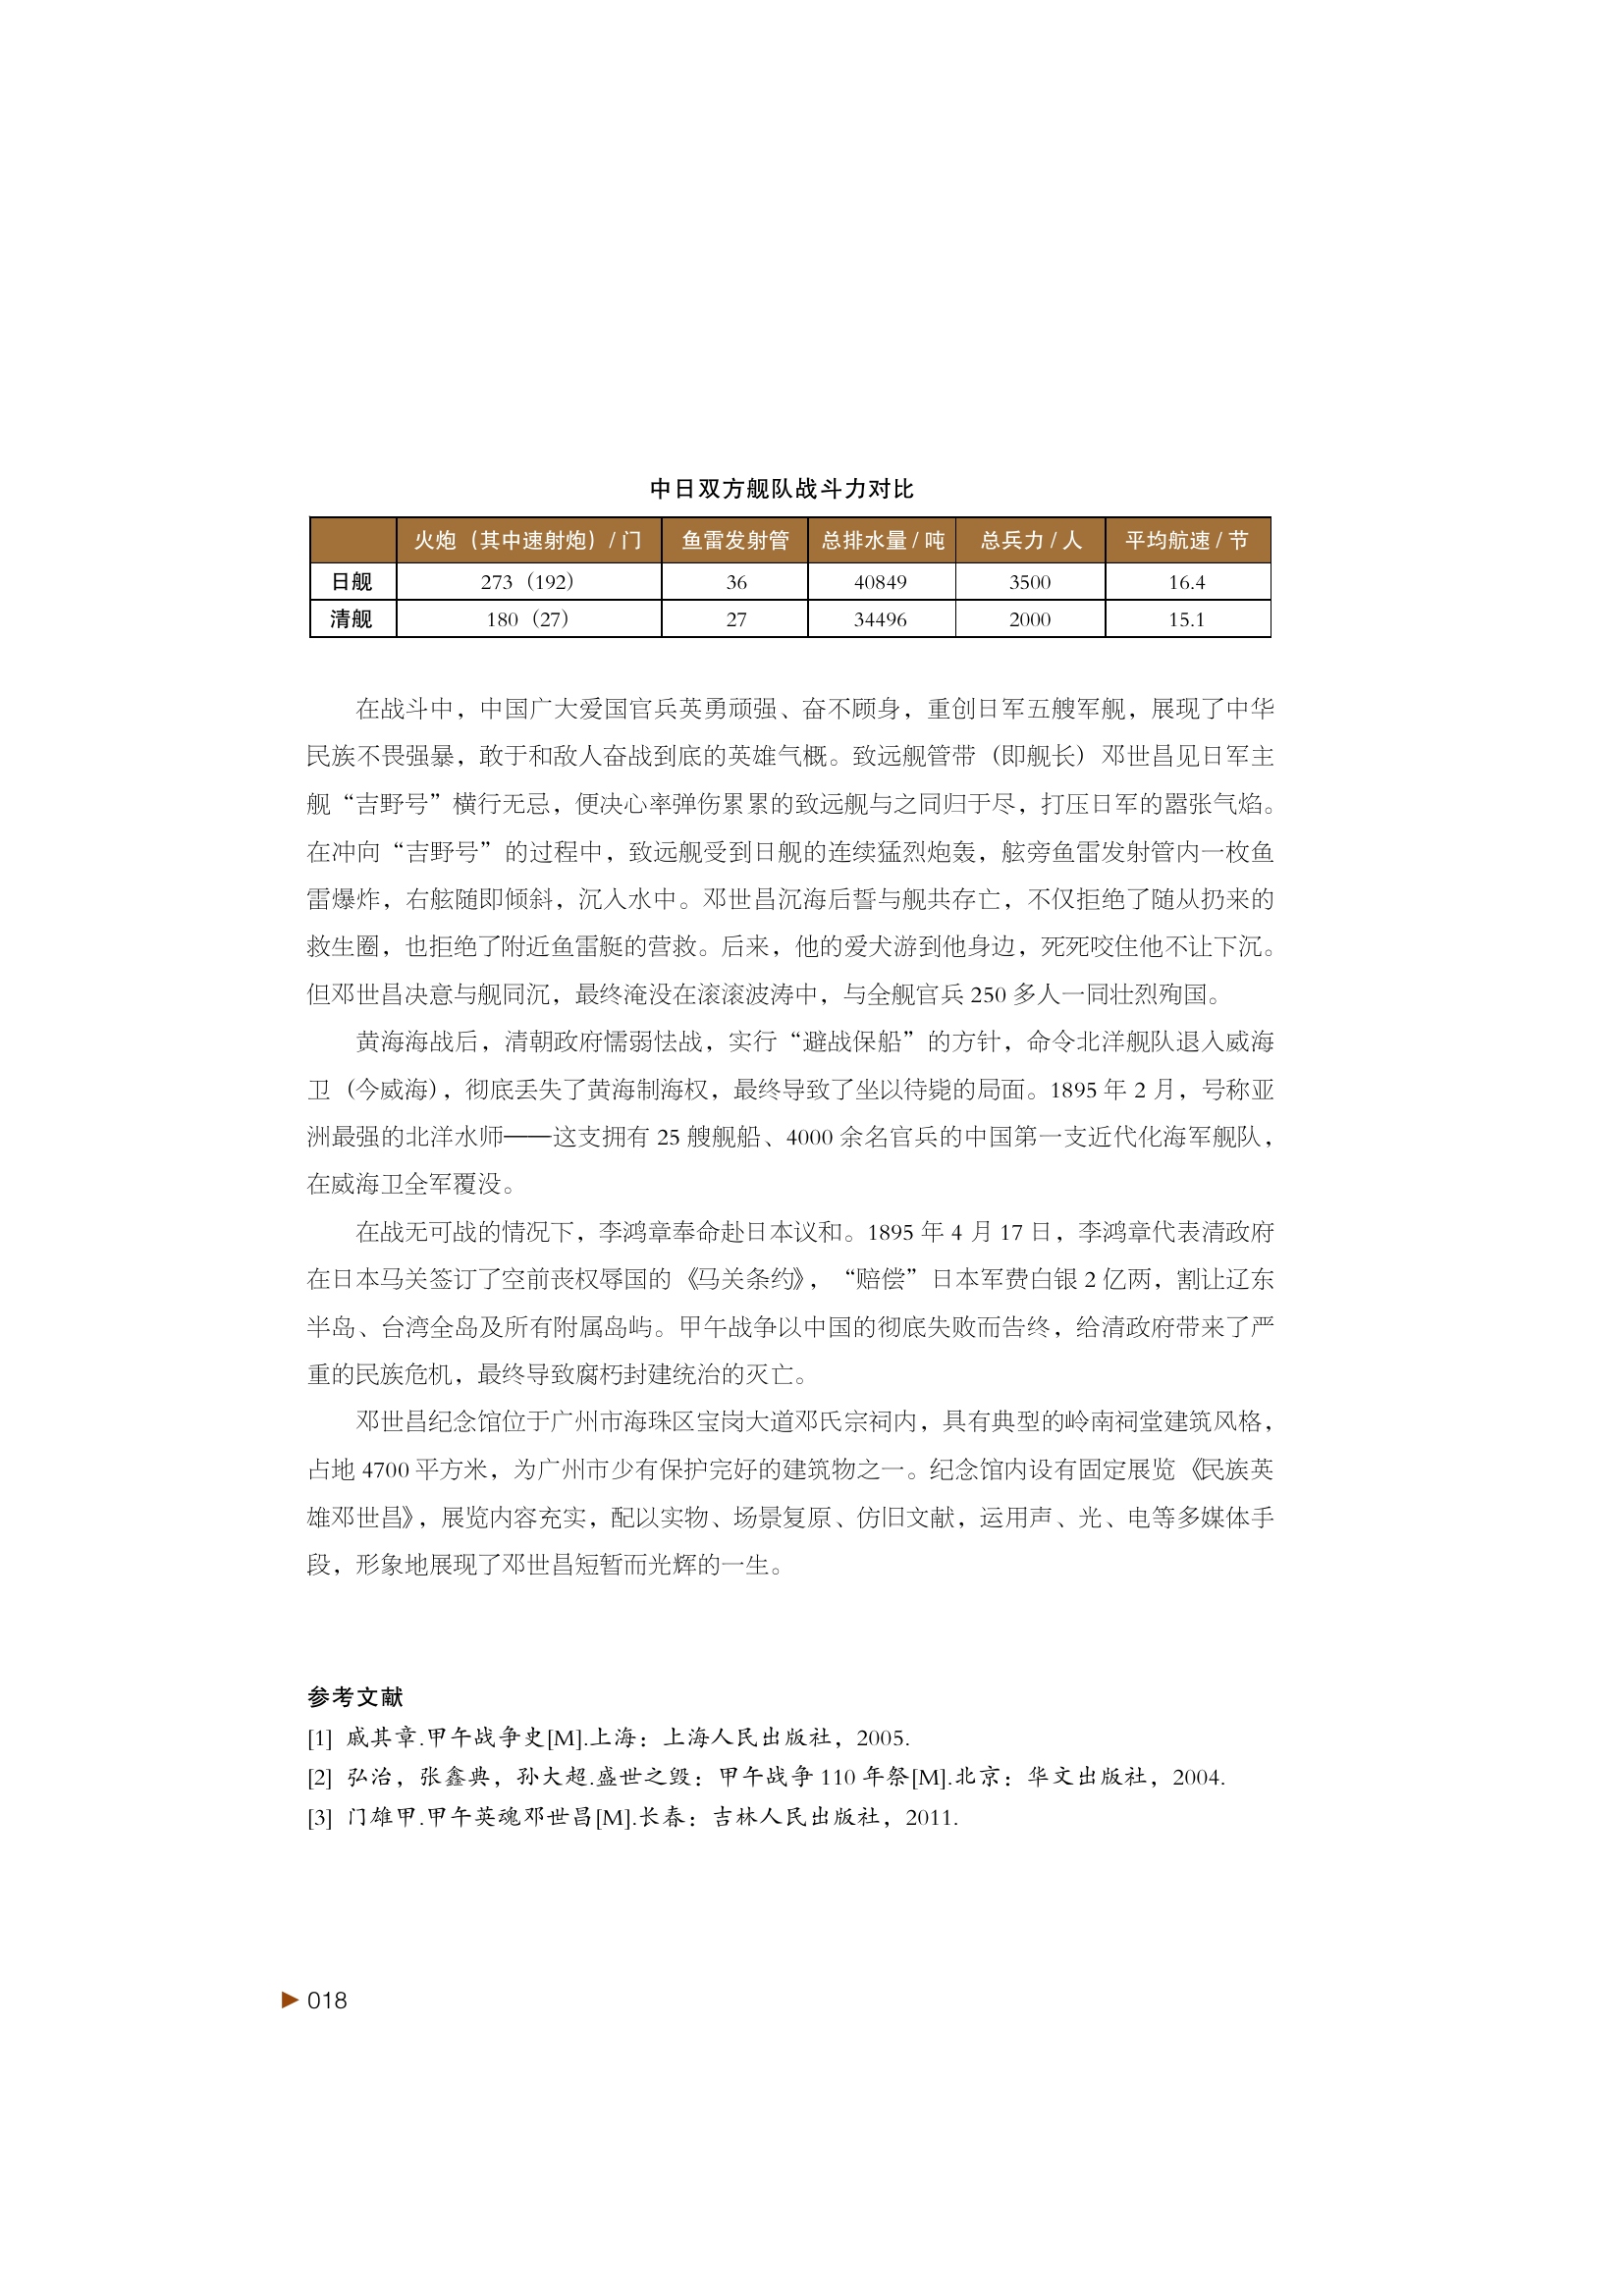 中日双方舰队战斗力对比
火炮（其中速射炮）/ 门 鱼雷发射管 总排水量 / 吨 总兵力 / 人 平均航速 / 节
日舰 273（192） 36 40849 3500 16.4
清舰 180（27） 27 34496 2000 15.1
在战斗中，中国广大爱国官兵英勇顽强、奋不顾身，重创日军五艘军舰，展现了中华
民族不畏强暴，敢于和敌人奋战到底的英雄气概。致远舰管带（即舰长）邓世昌见日军主
舰“吉野号”横行无忌，便决心率弹伤累累的致远舰与之同归于尽，打压日军的嚣张气焰。
在冲向“吉野号”的过程中，致远舰受到日舰的连续猛烈炮轰，舷旁鱼雷发射管内一枚鱼
雷爆炸，右舷随即倾斜，沉入水中。邓世昌沉海后誓与舰共存亡，不仅拒绝了随从扔来的
救生圈，也拒绝了附近鱼雷艇的营救。后来，他的爱犬游到他身边，死死咬住他不让下沉。
但邓世昌决意与舰同沉，最终淹没在滚滚波涛中，与全舰官兵 250 多人一同壮烈殉国。
黄海海战后，清朝政府懦弱怯战，实行“避战保船”的方针，命令北洋舰队退入威海
卫（今威海），彻底丢失了黄海制海权，最终导致了坐以待毙的局面。1895 年 2 月，号称亚
洲最强的北洋水师——这支拥有 25 艘舰船、4000 余名官兵的中国第一支近代化海军舰队，
在威海卫全军覆没。
在战无可战的情况下，李鸿章奉命赴日本议和。1895 年 4 月 17 日，李鸿章代表清政府
在日本马关签订了空前丧权辱国的《马关条约》，“赔偿”日本军费白银 2 亿两，割让辽东
半岛、台湾全岛及所有附属岛屿。甲午战争以中国的彻底失败而告终，给清政府带来了严
重的民族危机，最终导致腐朽封建统治的灭亡。
邓世昌纪念馆位于广州市海珠区宝岗大道邓氏宗祠内，具有典型的岭南祠堂建筑风格，
占地 4700 平方米，为广州市少有保护完好的建筑物之一。纪念馆内设有固定展览《民族英
雄邓世昌》，展览内容充实，配以实物、场景复原、仿旧文献，运用声、光、电等多媒体手
段，形象地展现了邓世昌短暂而光辉的一生。
参考文献
[1] 戚其章.甲午战争史[M].上海：上海人民出版社，2005.
[2] 弘治，张鑫典，孙大超.盛世之毁：甲午战争 110 年祭[M].北京：华文出版社，2004.
[3] 门雄甲.甲午英魂邓世昌[M].长春：吉林人民出版社，2011.
018